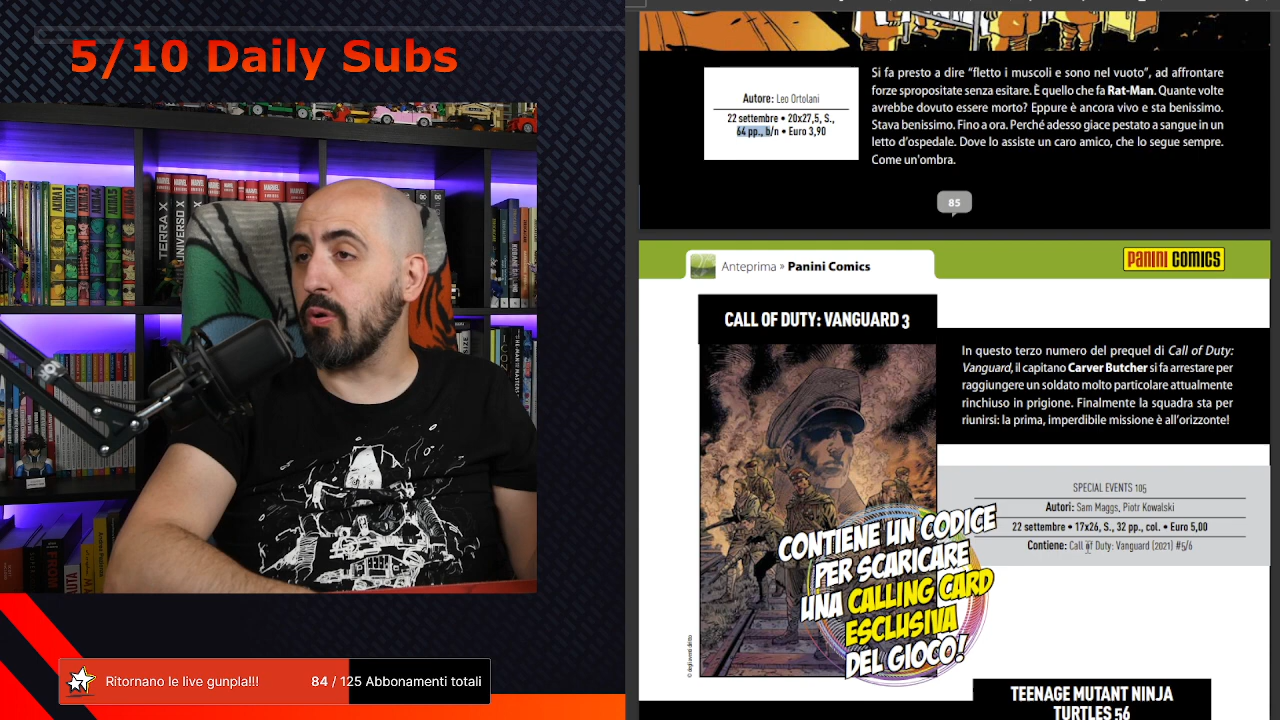 5/10 Daily Subs
TERRA X
UNIVERSO X
MARVEL
AKIRA
Ritornano le live gunpla!!!
84 / 125 Abbonamenti totali
Autore: Leo Ortolani
22 settembre • 20x27,5, S.,
64 pp., b/n • Euro 3,90
Si fa presto a dire “fletto i muscoli e sono nel vuoto”, ad affrontare
forze spropositate senza esitare. È quello che fa Rat-Man. Quante volte
avrebbe dovuto essere morto? Eppure è ancora vivo e sta benissimo.
Stava benissimo. Fino a ora. Perché adesso giace pestato a sangue in un
letto d’ospedale. Dove lo assiste un caro amico, che lo segue sempre.
Come un'ombra.
85
Anteprima » Panini Comics
PANINI COMICS
CALL OF DUTY: VANGUARD 3
In questo terzo numero del prequel di Call of Duty:
Vanguard, il capitano Carver Butcher si fa arrestare per
raggiungere un soldato molto particolare attualmente
rinchiuso in prigione. Finalmente la squadra sta per
riunirsi: la prima, imperdibile missione è all’orizzonte!
SPECIAL EVENTS 105
Autori: Sam Maggs, Piotr Kowalski
22 settembre • 17x26, S., 32 pp., col. • Euro 5,00
Contiene: Call of Duty: Vanguard (2021) #5/6
CONTIENE UN CODICE
PER SCARICARE
UNA CALLING CARD
ESCLUSIVA
DEL GIOCO!
© degli aventi diritto
TEENAGE MUTANT NINJA
TURTLES 56